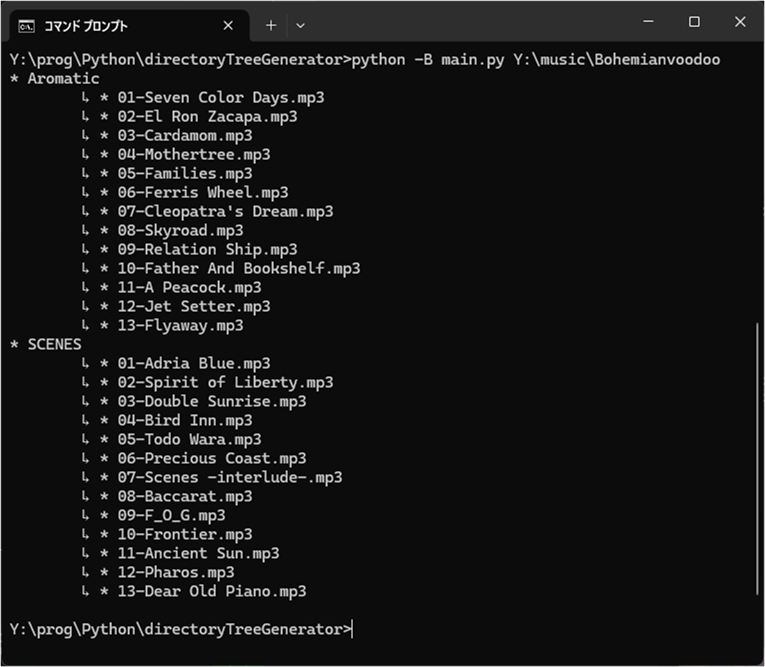 コマンド プロンプト
Y:\prog\Python\directoryTreeGenerator>python -B main.py Y:\music\Bohemianvoodoo
* Aromatic
↳ * 01-Seven Color Days.mp3
↳ * 02-El Ron Zacapa.mp3
↳ * 03-Cardamom.mp3
↳ * 04-Mothertree.mp3
↳ * 05-Families.mp3
↳ * 06-Ferris Wheel.mp3
↳ * 07-Cleopatra's Dream.mp3
↳ * 08-Skyroad.mp3
↳ * 09-Relation Ship.mp3
↳ * 10-Father And Bookshelf.mp3
↳ * 11-A Peacock.mp3
↳ * 12-Jet Setter.mp3
↳ * 13-Flyaway.mp3
* SCENES
↳ * 01-Adria Blue.mp3
↳ * 02-Spirit of Liberty.mp3
↳ * 03-Double Sunrise.mp3
↳ * 04-Bird Inn.mp3
↳ * 05-Todo Wara.mp3
↳ * 06-Precious Coast.mp3
↳ * 07-Scenes -interlude-.mp3
↳ * 08-Baccarat.mp3
↳ * 09-F_O_G.mp3
↳ * 10-Frontier.mp3
↳ * 11-Ancient Sun.mp3
↳ * 12-Pharos.mp3
↳ * 13-Dear Old Piano.mp3
Y:\prog\Python\directoryTreeGenerator>